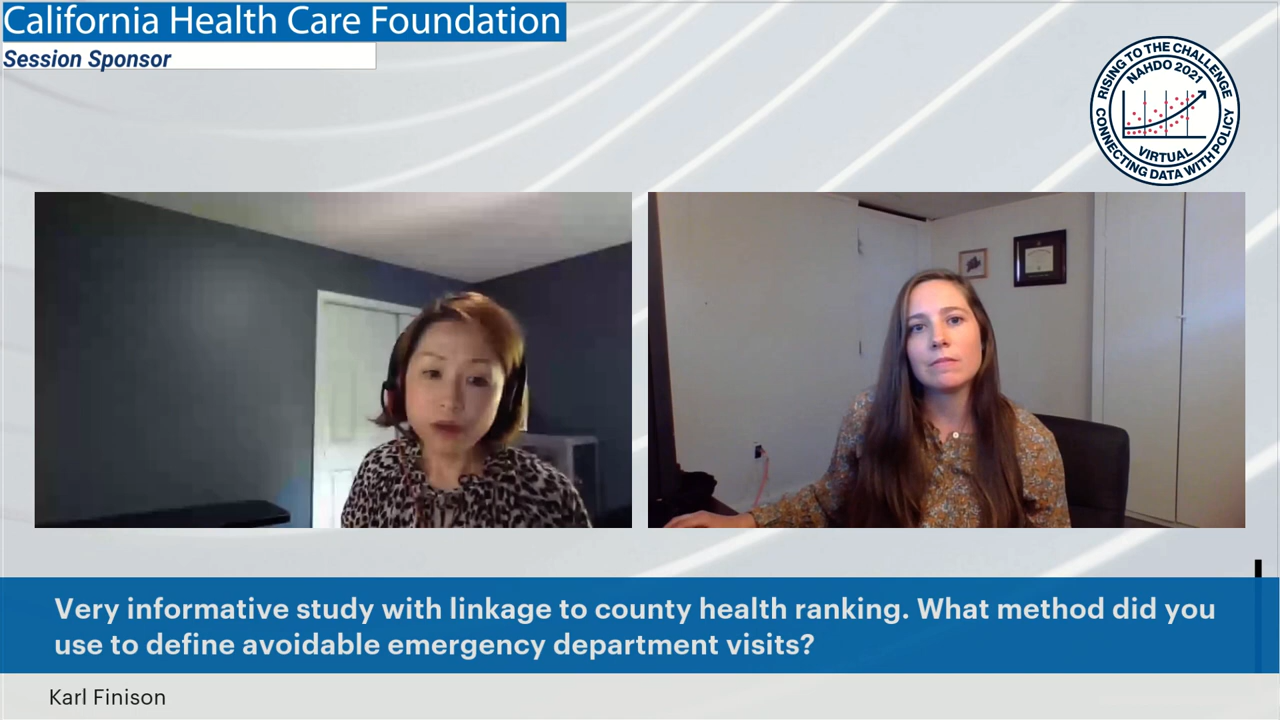 California Health Care Foundation
Session Sponsor
RISING TO THE CHALLENGE
NAHDO 2021
VIRTUAL
CONNECTING DATA WITH POLICY
Very informative study with linkage to county health ranking. What method did you
use to define avoidable emergency department visits?
Karl Finison